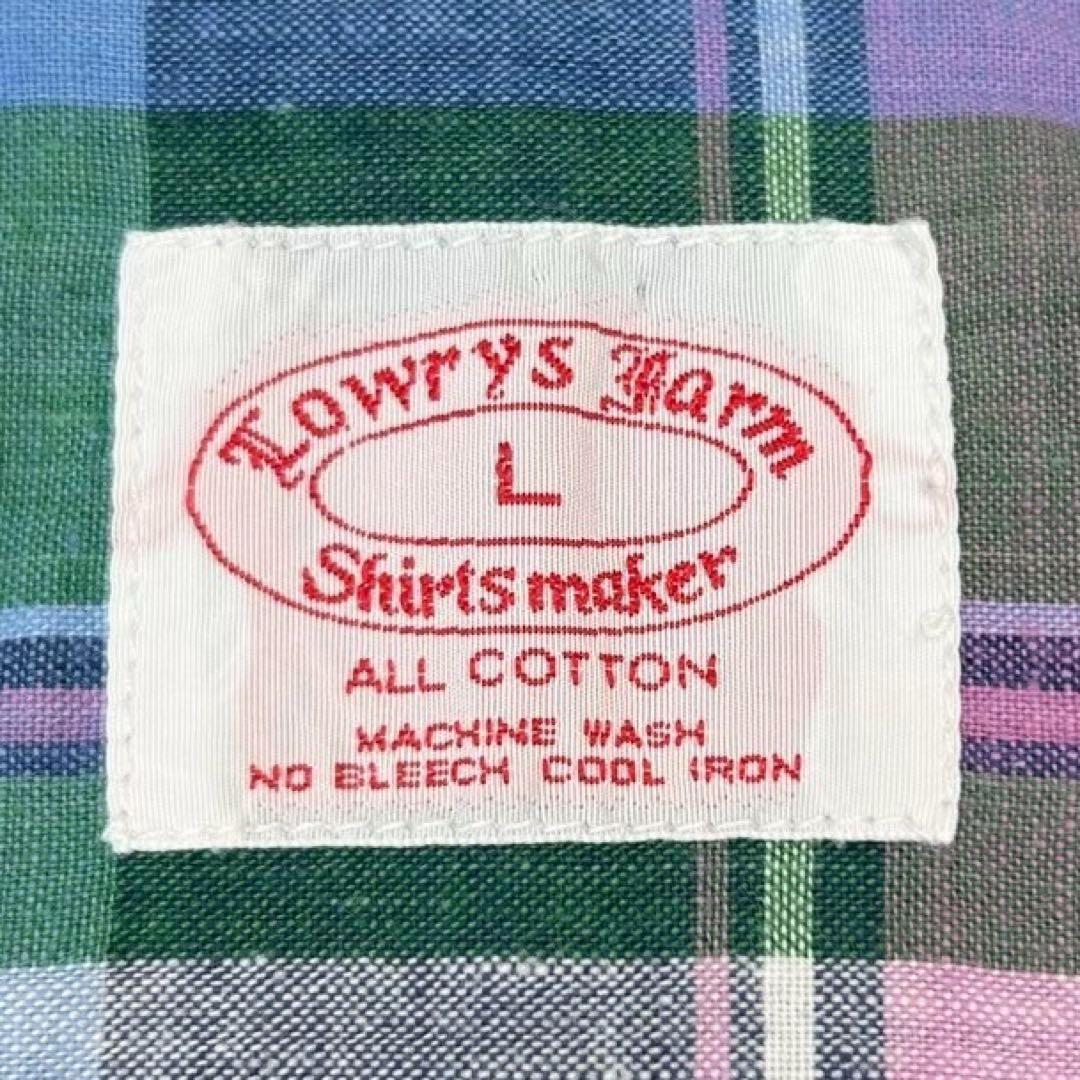 Lowrys Farm
L
Shirtsmaker
ALL COTTON
MACHINE WASH
NO BLEECH COOL IRON